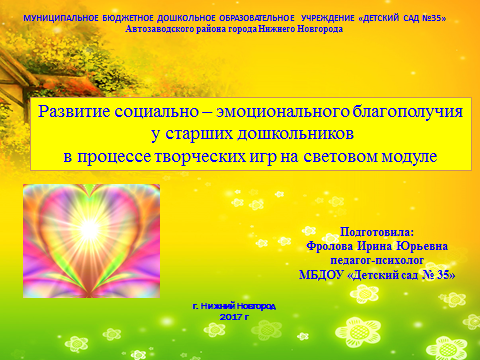 МУНИЦИПАЛЬНОЕ БЮДЖЕТНОЕ ДОШКОЛЬНОЕ ОБРАЗОВАТЕЛЬНОЕ УЧРЕЖДЕНИЕ «ДЕТСКИЙ САД №35»
Автозаводского района города Нижнего Новгорода
Развитие социально – эмоционального благополучия
у старших дошкольников
в процессе творческих игр на световом модуле
Подготовила:
Фролова Ирина Юрьевна
педагог-психолог
МБДОУ «Детский сад № 35»
г. Нижний Новгород
2017 г